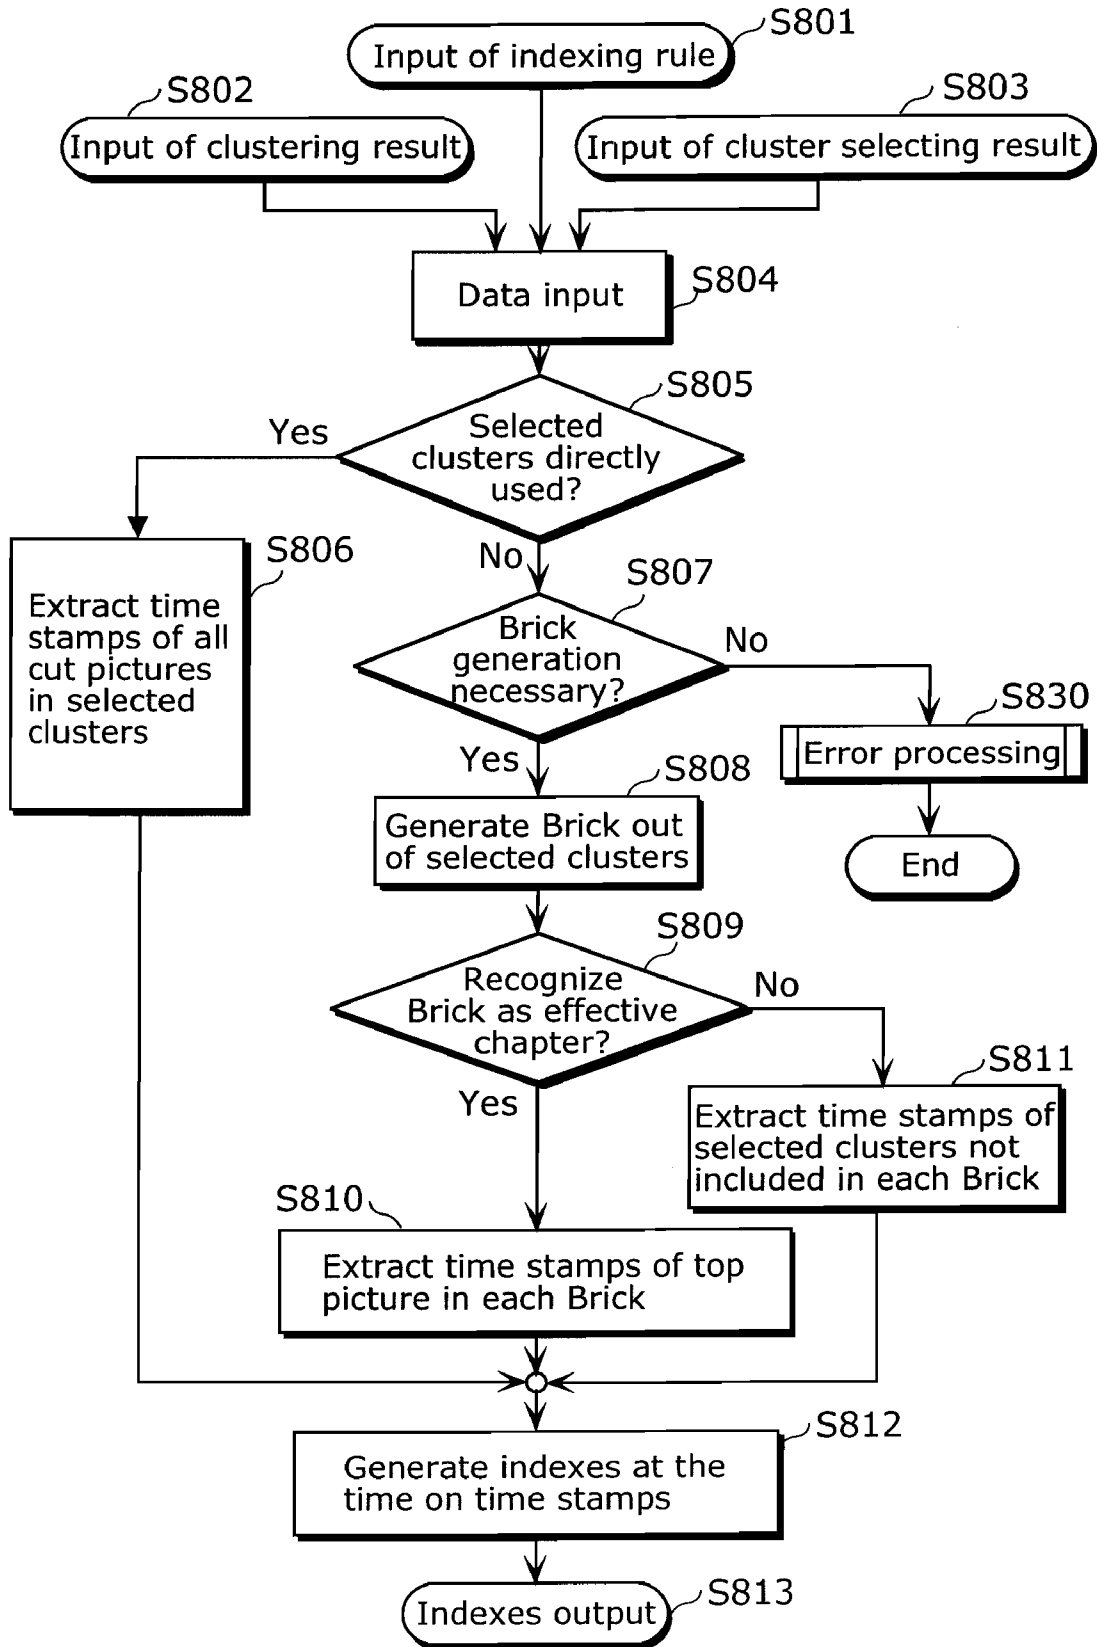 S801
Input of indexing rule
S802
Input of clustering result
S803
Input of cluster selecting result
Data input
S804
S805
Selected
clusters directly
used?
Yes
No
S806
Extract time
stamps of all
cut pictures
in selected
clusters
S807
Brick
generation
necessary?
No
Yes
S830
Error processing
End
S808
Generate Brick out
of selected clusters
S809
Recognize
Brick as effective
chapter?
No
Yes
S811
Extract time stamps of
selected clusters not
included in each Brick
S810
Extract time stamps of top
picture in each Brick
S812
Generate indexes at the
time on time stamps
Indexes output
S813